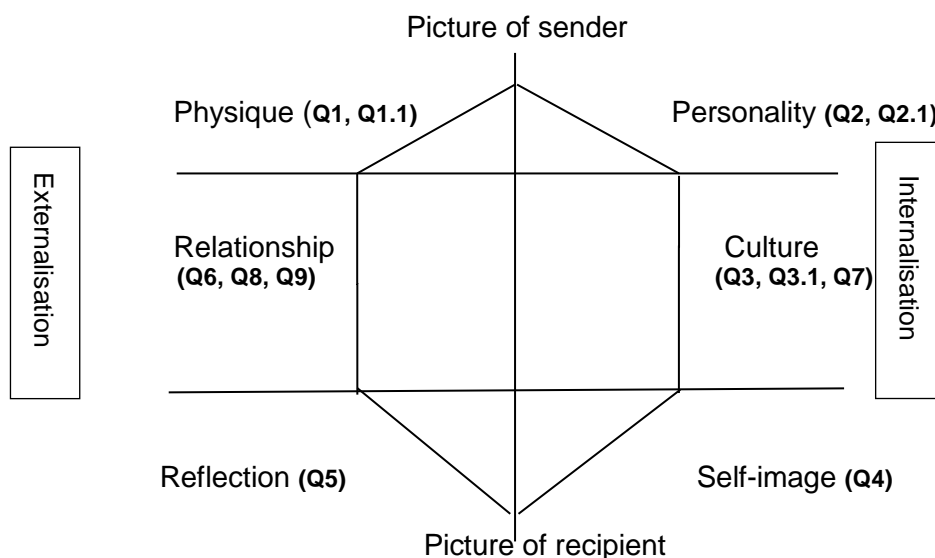 Picture of sender
Physique (Q1, Q1.1)
Personality (Q2, Q2.1)
Externalisation
Internalisation
Relationship
(Q6, Q8, Q9)
Culture
(Q3, Q3.1, Q7)
Reflection (Q5)
Self-image (Q4)
Picture of recipient